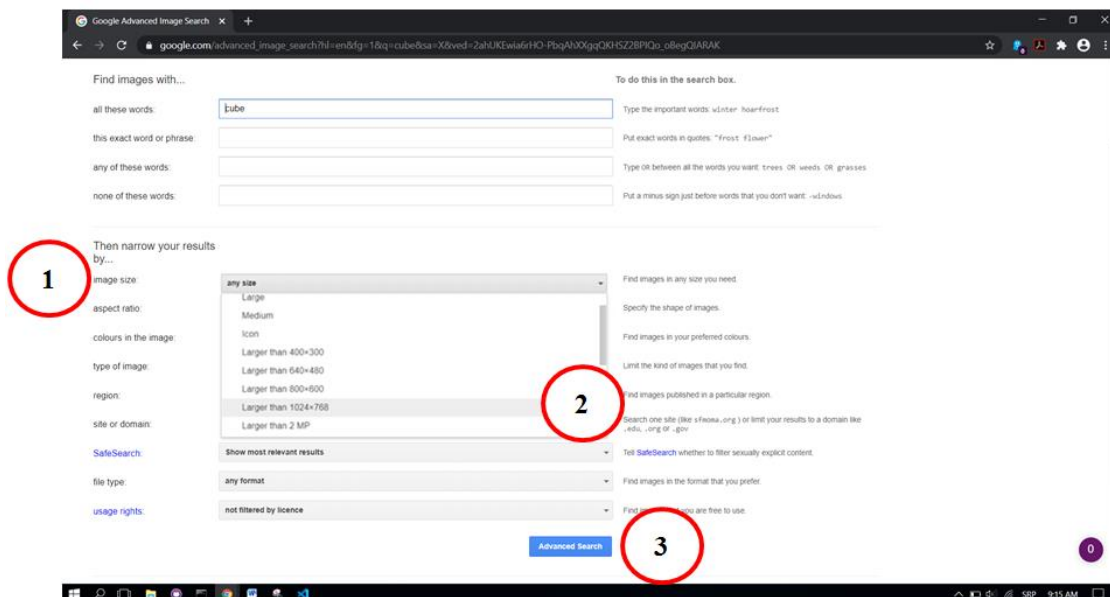 Google Advanced Image Search
google.com/advanced_image_search?hl=en&fg=1&q=cube&sa=X&ved=2ahUKEwia6rHO-PbqAhXXgqQKHSZ2BPIQo_oBegQIARAK
Find images with...
To do this in the search box.
all these words:
cube
Type the important words: winter hoarfrost
this exact word or phrase:
Put exact words in quotes: "frost flower"
any of these words:
Type OR between all the words you want: trees OR weeds OR grasses
none of these words:
Put a minus sign just before words that you don't want: -windows
Then narrow your results
by...
1
image size:
any size
Find images in any size you need.
Large
aspect ratio:
Specify the shape of images.
Medium
Icon
colours in the image:
Find images in your preferred colours.
Larger than 400×300
type of image:
Limit the kind of images that you find.
Larger than 640×480
Larger than 800×600
region:
Find images published in a particular region.
Larger than 1024×768
2
site or domain:
Larger than 2 MP
Search one site (like sfmoma.org ) or limit your results to a domain like
.edu, .org or .gov
SafeSearch:
Show most relevant results
Tell SafeSearch whether to filter sexually explicit content.
file type:
any format
Find images in the format that you prefer.
usage rights:
not filtered by licence
Find you are free to use.
Advanced Search
3
0
SRP 9:15 AM